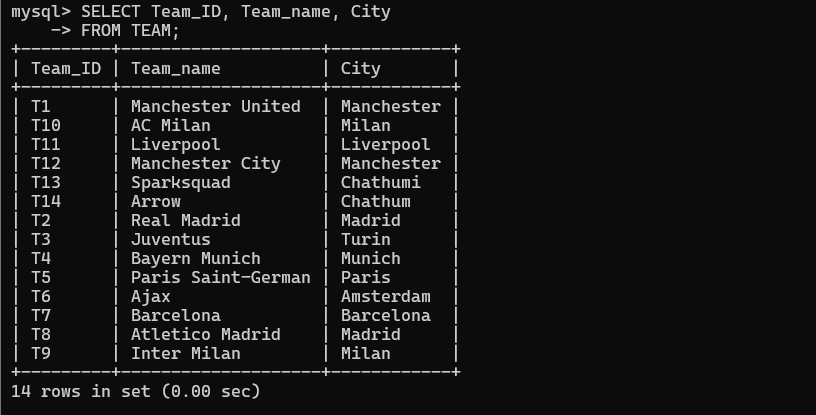 mysql> SELECT Team_ID, Team_name, City
    -> FROM TEAM;
+---------+--------------------+------------+
| Team_ID | Team_name          | City       |
+---------+--------------------+------------+
| T1      | Manchester United  | Manchester |
| T10     | AC Milan           | Milan      |
| T11     | Liverpool          | Liverpool  |
| T12     | Manchester City    | Manchester |
| T13     | Sparksquad         | Chathumi   |
| T14     | Arrow              | Chathum    |
| T2      | Real Madrid        | Madrid     |
| T3      | Juventus           | Turin      |
| T4      | Bayern Munich      | Munich     |
| T5      | Paris Saint-German | Paris      |
| T6      | Ajax               | Amsterdam  |
| T7      | Barcelona          | Barcelona  |
| T8      | Atletico Madrid    | Madrid     |
| T9      | Inter Milan        | Milan      |
+---------+--------------------+------------+
14 rows in set (0.00 sec)